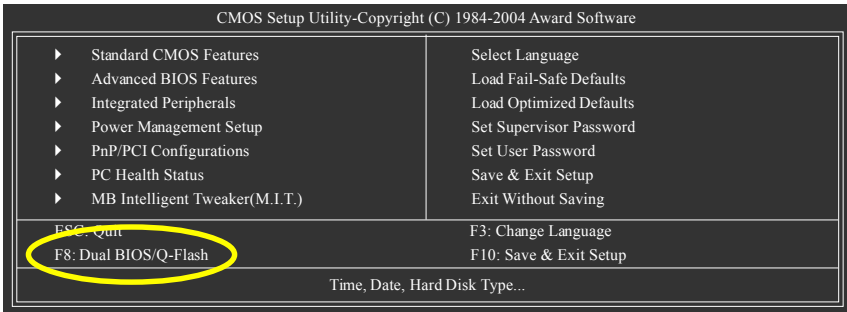 CMOS Setup Utility-Copyright (C) 1984-2004 Award Software
Standard CMOS Features
Advanced BIOS Features
Integrated Peripherals
Power Management Setup
PnP/PCI Configurations
PC Health Status
MB Intelligent Tweaker(M.I.T.)
Select Language
Load Fail-Safe Defaults
Load Optimized Defaults
Set Supervisor Password
Set User Password
Save & Exit Setup
Exit Without Saving
ESC: Quit
F8: Dual BIOS/Q-Flash
F3: Change Language
F10: Save & Exit Setup
Time, Date, Hard Disk Type...